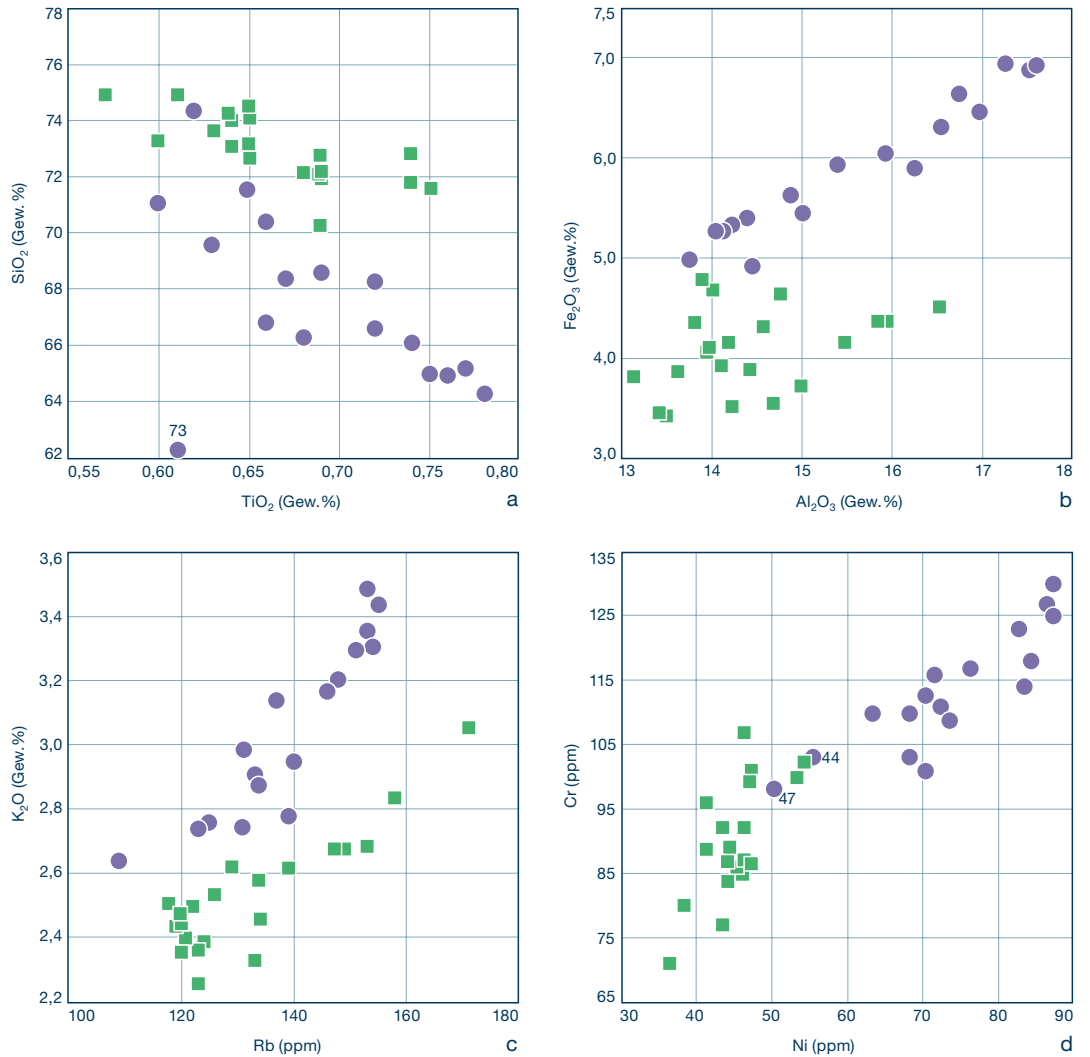 78
76
74
72
70
68
66
64
62
SiO₂ (Gew. %)
73
0,55 0,60 0,65 0,70 0,75 0,80
TiO₂ (Gew. %)
a
7,5
7,0
6,0
5,0
4,0
3,0
Fe₂O₃ (Gew.%)
13 14 15 16 17 18
Al₂O₃ (Gew. %)
b
3,6
3,4
3,2
3,0
2,8
2,6
2,4
2,2
K₂O (Gew.%)
100 120 140 160 180
Rb (ppm)
c
135
125
115
105
95
85
75
65
Cr (ppm)
44
47
30 40 50 60 70 80 90
Ni (ppm)
d